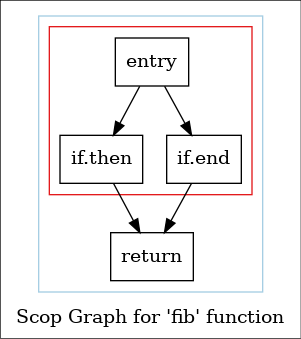 entry
if.then
if.end
return
Scop Graph for 'fib' function